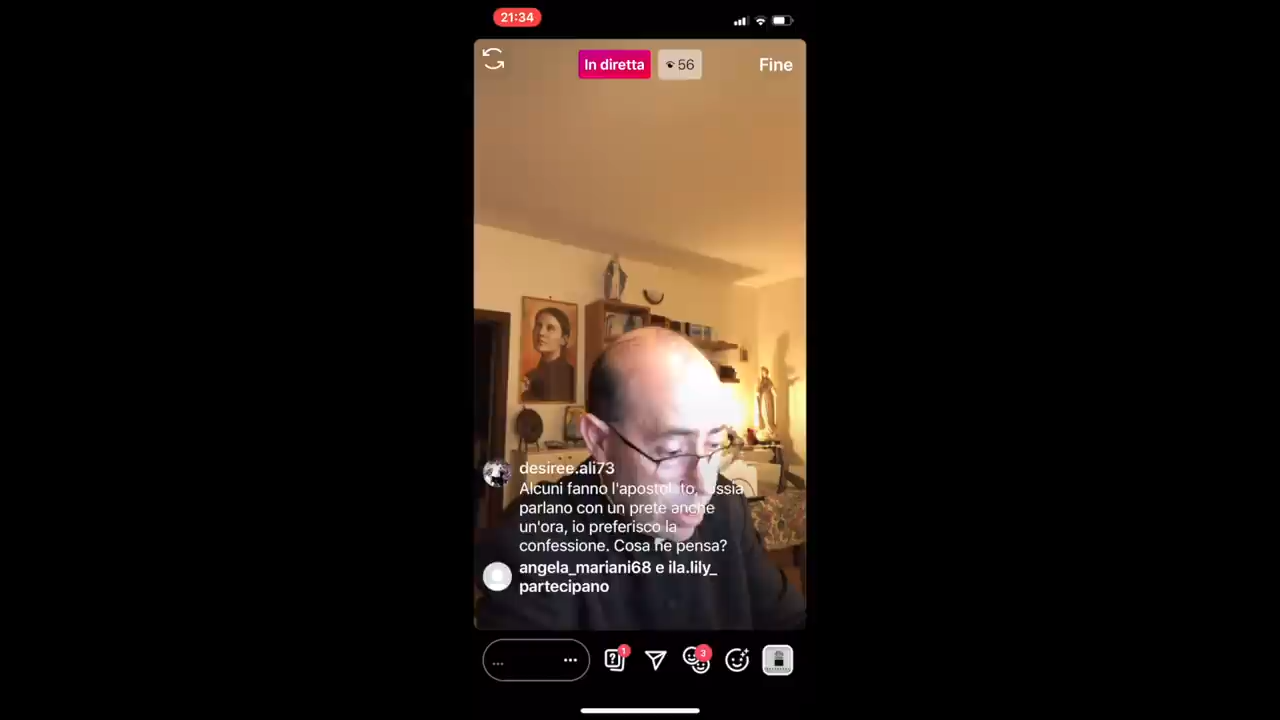 21:34
In diretta
56
Fine
desiree.ali73
Alcuni fanno l'apostolato, ossia
parlano con un prete anche
un'ora, io preferisco la
confessione. Cosa ne pensa?
angela_mariani68 e ila.lily_
partecipano
...
1
3